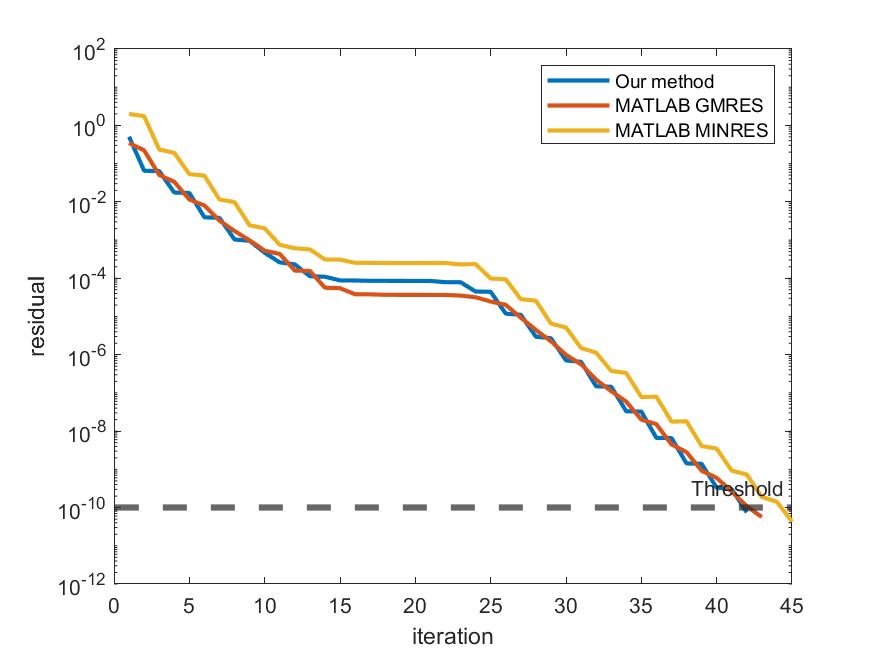 10^2
10^0
10^-2
10^-4
10^-6
10^-8
10^-10
10^-12
residual
Our method
MATLAB GMRES
MATLAB MINRES
Threshold
0 5 10 15 20 25 30 35 40 45
iteration